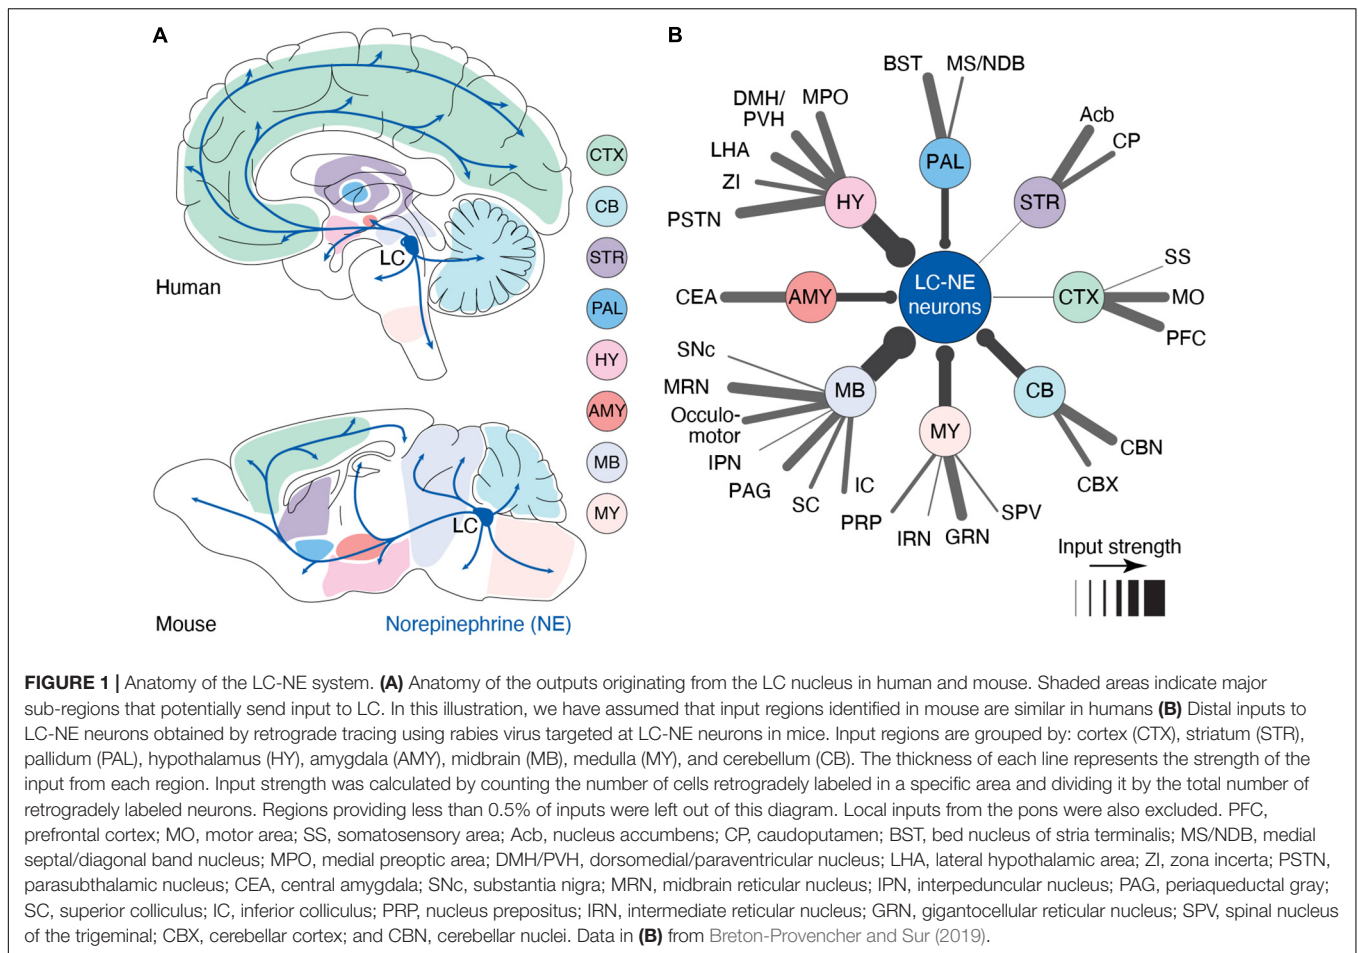 A
LC
Human
LC
Mouse
Norepinephrine (NE)
CTX
CB
STR
PAL
HY
AMY
MB
MY
B
BST
MS/NDB
DMH/
PVH
MPO
LHA
ZI
PSTN
HY
PAL
Acb
CP
STR
CEA
AMY
LC-NE
neurons
CTX
SS
MO
PFC
SNc
MRN
Occulo-
motor
IPN
PAG
SC
IC
MB
MY
PRP
IRN
GRN
SPV
CB
CBN
CBX
Input strength
FIGURE 1 | Anatomy of the LC-NE system. (A) Anatomy of the outputs originating from the LC nucleus in human and mouse. Shaded areas indicate major
sub-regions that potentially send input to LC. In this illustration, we have assumed that input regions identified in mouse are similar in humans (B) Distal inputs to
LC-NE neurons obtained by retrograde tracing using rabies virus targeted at LC-NE neurons in mice. Input regions are grouped by: cortex (CTX), striatum (STR),
pallidum (PAL), hypothalamus (HY), amygdala (AMY), midbrain (MB), medulla (MY), and cerebellum (CB). The thickness of each line represents the strength of the
input from each region. Input strength was calculated by counting the number of cells retrogradely labeled in a specific area and dividing it by the total number of
retrogradely labeled neurons. Regions providing less than 0.5% of inputs were left out of this diagram. Local inputs from the pons were also excluded. PFC,
prefrontal cortex; MO, motor area; SS, somatosensory area; Acb, nucleus accumbens; CP, caudoputamen; BST, bed nucleus of stria terminalis; MS/NDB, medial
septal/diagonal band nucleus; MPO, medial preoptic area; DMH/PVH, dorsomedial/paraventricular nucleus; LHA, lateral hypothalamic area; ZI, zona incerta; PSTN,
parasubthalamic nucleus; CEA, central amygdala; SNc, substantia nigra; MRN, midbrain reticular nucleus; IPN, interpeduncular nucleus; PAG, periaqueductal gray;
SC, superior colliculus; IC, inferior colliculus; PRP, nucleus prepositus; IRN, intermediate reticular nucleus; GRN, gigantocellular reticular nucleus; SPV, spinal nucleus
of the trigeminal; CBX, cerebellar cortex; and CBN, cerebellar nuclei. Data in (B) from Breton-Provencher and Sur (2019).